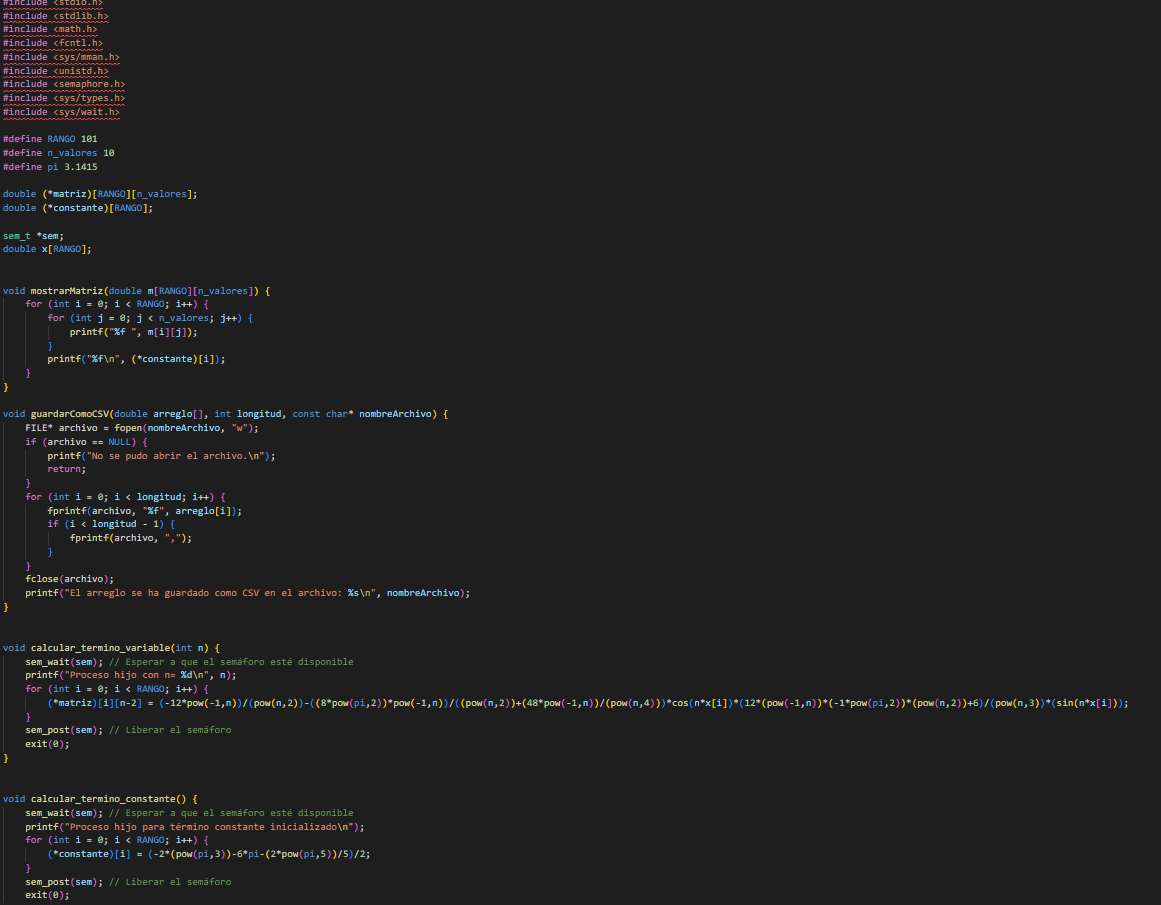 #include <stdio.h>
#include <stdlib.h>
#include <math.h>
#include <fcntl.h>
#include <sys/mman.h>
#include <unistd.h>
#include <semaphore.h>
#include <sys/types.h>
#include <sys/wait.h>
#define RANGO 101
#define n_valores 10
#define pi 3.1415
double (*matriz)[RANGO][n_valores];
double (*constante)[RANGO];
sem_t *sem;
double x[RANGO];
void mostrarMatriz(double m[RANGO][n_valores]) {
for (int i = 0; i < RANGO; i++) {
for (int j = 0; j < n_valores; j++) {
printf("%f ", m[i][j]);
}
printf("%f\n", (*constante)[i]);
}
}
void guardarComoCSV(double arreglo[], int longitud, const char* nombreArchivo) {
FILE* archivo = fopen(nombreArchivo, "w");
if (archivo == NULL) {
printf("No se pudo abrir el archivo.\n");
return;
}
for (int i = 0; i < longitud; i++) {
fprintf(archivo, "%f", arreglo[i]);
if (i < longitud - 1) {
fprintf(archivo, ",");
}
}
fclose(archivo);
printf("El arreglo se ha guardado como CSV en el archivo: %s\n", nombreArchivo);
}
void calcular_termino_variable(int n) {
sem_wait(sem); // Esperar a que el semáforo esté disponible
printf("Proceso hijo con n= %d\n", n);
for (int i = 0; i < RANGO; i++) {
(*matriz)[i][n-2] = (-12*pow(-1,n))/(pow(n,2))-((8*pow(pi,2))*pow(-1,n))/((pow(n,2))+(48*pow(-1,n))/(pow(n,4)))*cos(n*x[i])*(12*(pow(-1,n))*(-1*pow(pi,2))*(pow(n,2))+6)/(pow(n,3))*(sin(n*x[i]));
}
sem_post(sem); // Liberar el semáforo
exit(0);
}
void calcular_termino_constante() {
sem_wait(sem); // Esperar a que el semáforo esté disponible
printf("Proceso hijo para término constante inicializado\n");
for (int i = 0; i < RANGO; i++) {
(*constante)[i] = (-2*(pow(pi,3))-6*pi-(2*pow(pi,5))/5)/2;
}
sem_post(sem); // Liberar el semáforo
exit(0);